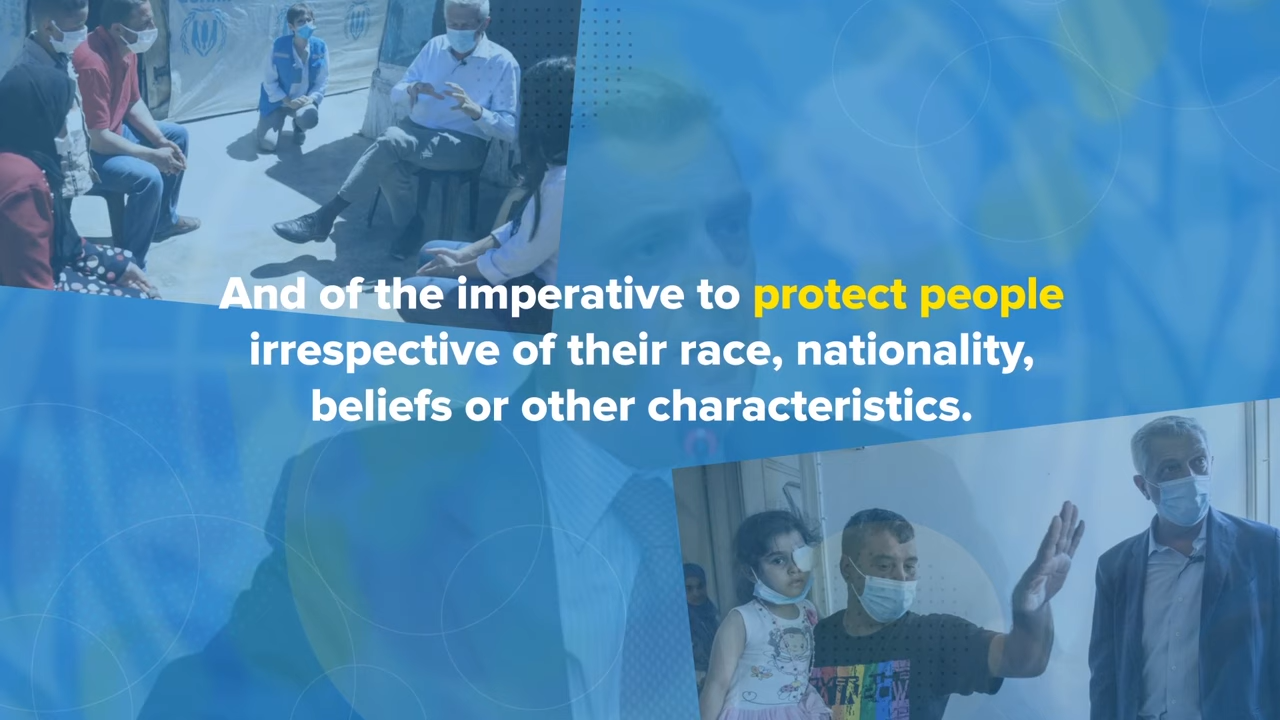 And of the imperative to protect people
irrespective of their race, nationality,
beliefs or other characteristics.